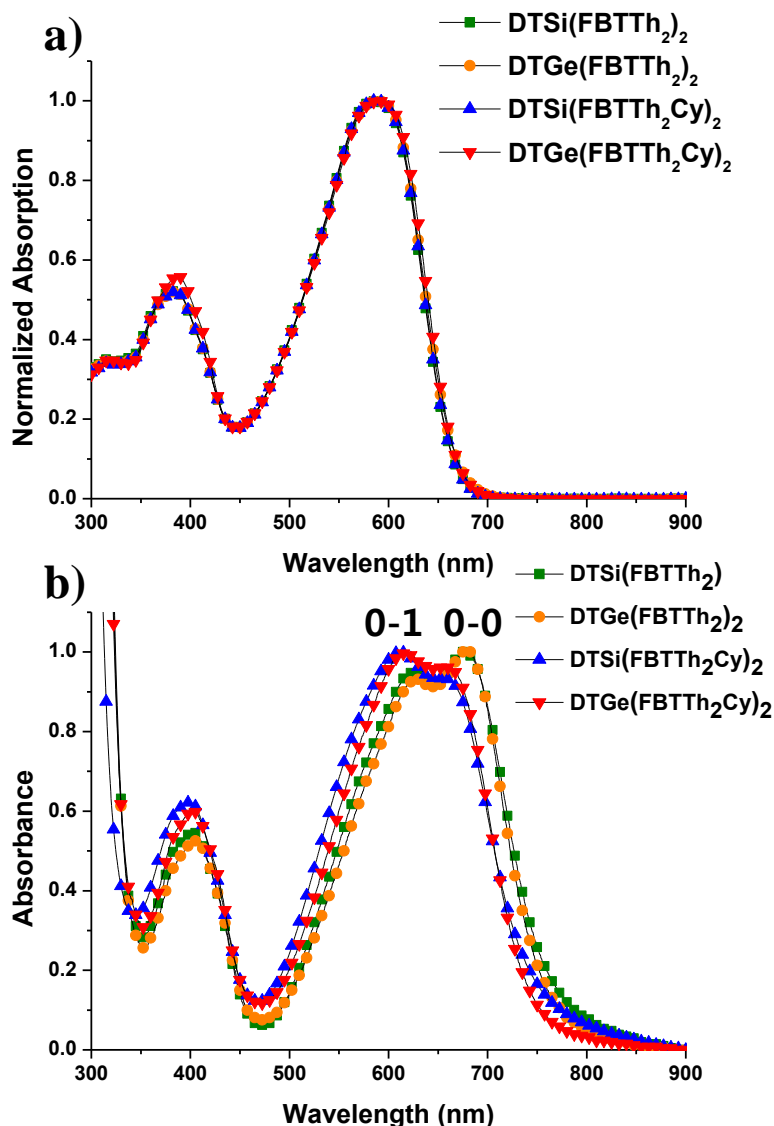 a)
DTSi(FBTTh₂)₂
DTGe(FBTTh₂)₂
DTSi(FBTTh₂Cy)₂
DTGe(FBTTh₂Cy)₂
Normalized Absorption
1.0
0.8
0.6
0.4
0.2
0.0
300 400 500 600 700 800 900
Wavelength (nm)
b)
DTSi(FBTTh₂)
DTGe(FBTTh₂)₂
DTSi(FBTTh₂Cy)₂
DTGe(FBTTh₂Cy)₂
0-1 0-0
Absorbance
1.0
0.8
0.6
0.4
0.2
0.0
300 400 500 600 700 800 900
Wavelength (nm)